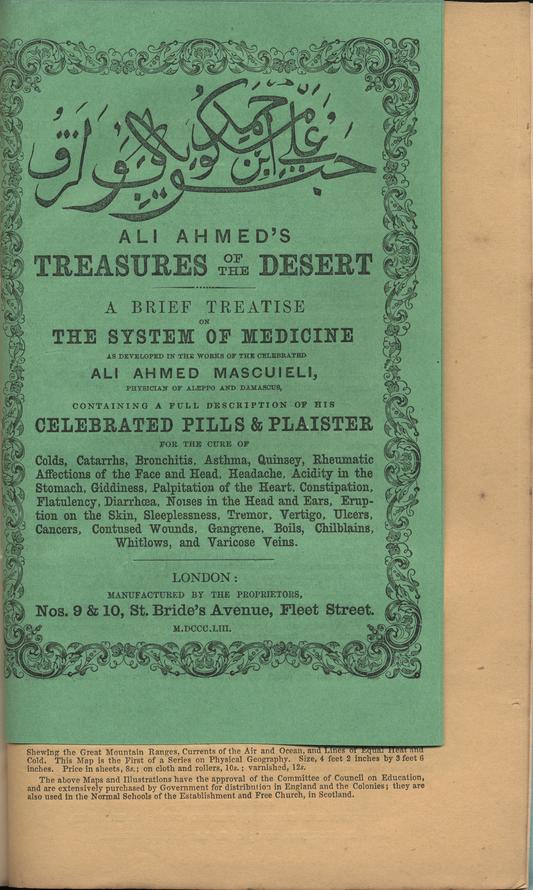 ALI AHMED'S
TREASURES OF THE DESERT
A BRIEF TREATISE
ON
THE SYSTEM OF MEDICINE
AS DEVELOPED IN THE WORKS OF THE CELEBRATED
ALI AHMED MASCUIELI,
PHYSICIAN OF ALEPPO AND DAMASCUS,
CONTAINING A FULL DESCRIPTION OF HIS
CELEBRATED PILLS & PLAISTER
FOR THE CURE OF
Colds, Catarrhs, Bronchitis, Asthma, Quinsey, Rheumatic
Affections of the Face and Head, Headache, Acidity in the
Stomach, Giddiness, Palpitation of the Heart, Constipation,
Flatulency, Diarrhœa, Noises in the Head and Ears, Erup-
tion on the Skin, Sleeplessness, Tremor, Vertigo, Ulcers,
Cancers, Contused Wounds, Gangrene, Boils, Chilblains,
Whitlows, and Varicose Veins.
LONDON:
MANUFACTURED BY THE PROPRIETORS,
Nos. 9 & 10, St. Bride's Avenue, Fleet Street.
M.DCCC.LIII.
Shewing the Great Mountain Ranges, Currents of the Air and Ocean, and Lines of Equal Heat and
Cold. This Map is the First of a Series on Physical Geography. Size, 4 feet 2 inches by 3 feet 6
inches. Price in sheets, 8s.; on cloth and rollers, 10s.; varnished, 12s.
The above Maps and Illustrations have the approval of the Committee of Council on Education,
and are extensively purchased by Government for distribution in England and the Colonies; they are
also used in the Normal Schools of the Establishment and Free Church, in Scotland.